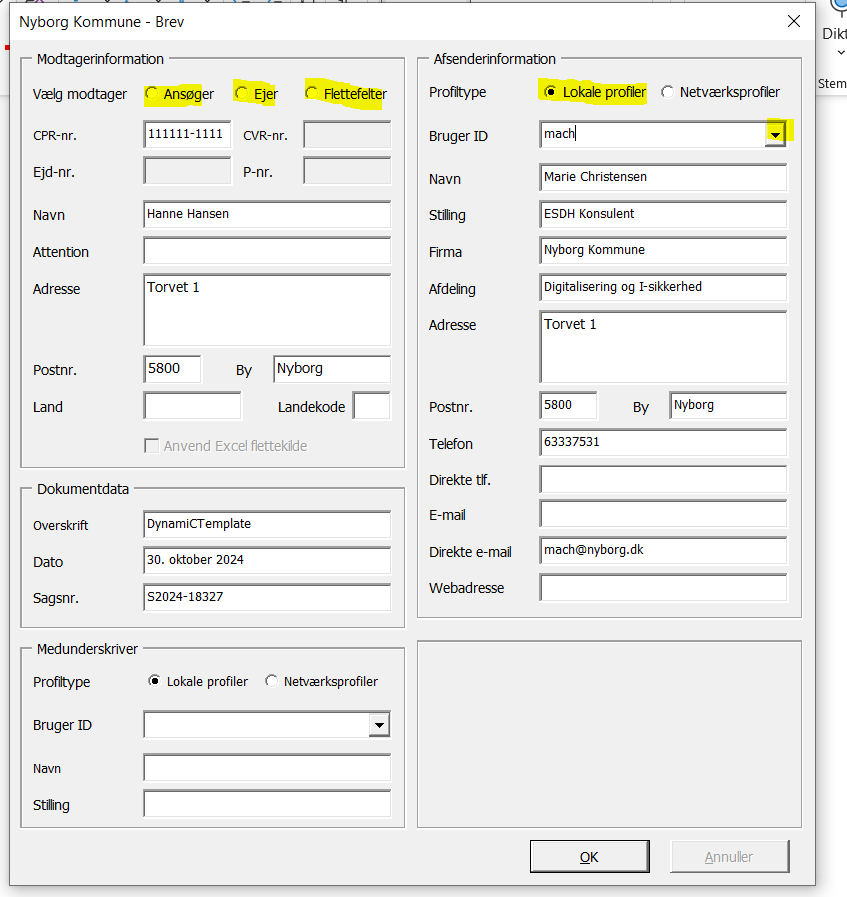 Nyborg Kommune - Brev
Modtagerinformation
Vælg modtager Ansøger Ejer Flettefelter
CPR-nr. 111111-1111 CVR-nr.
Ejd-nr. P-nr.
Navn Hanne Hansen
Attention
Adresse Torvet 1
Postnr. 5800 By Nyborg
Land Landekode
Anvend Excel flettekilde
Dokumentdata
Overskrift DynamiCTemplate
Dato 30. oktober 2024
Sagsnr. S2024-18327
Medunderskriver
Profiltype Lokale profiler Netværksprofiler
Bruger ID
Navn
Stilling
Afsenderinformation
Profiltype Lokale profiler Netværksprofiler
Bruger ID mach
Navn Marie Christensen
Stilling ESDH Konsulent
Firma Nyborg Kommune
Afdeling Digitalisering og I-sikkerhed
Adresse Torvet 1
Postnr. 5800 By Nyborg
Telefon 63337531
Direkte tlf.
E-mail
Direkte e-mail mach@nyborg.dk
Webadresse
OK Annuller
Dikt
Stem